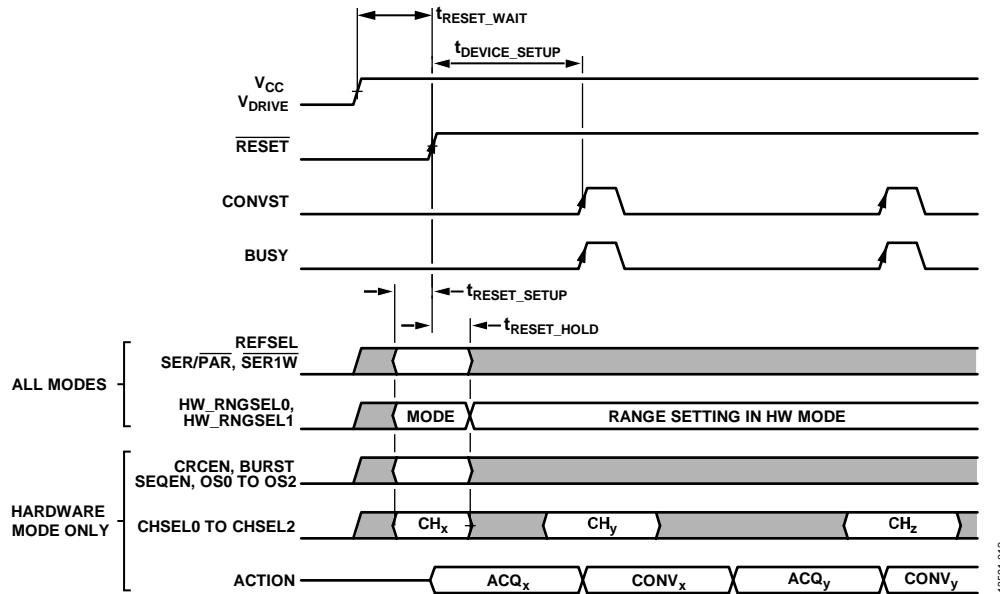 tRESET_WAIT
tDEVICE_SETUP
VCC
VDRIVE
RESET
CONVST
BUSY
tRESET_SETUP
tRESET_HOLD
ALL MODES
REFSEL
SER/PAR, SER1W
HW_RNGSEL0,
HW_RNGSEL1
MODE
RANGE SETTING IN HW MODE
HARDWARE
MODE ONLY
CRCEN, BURST
SEQEN, OS0 TO OS2
CHSEL0 TO CHSEL2
CHx
CHy
CHz
ACTION
ACQx
CONVx
ACQy
CONVy